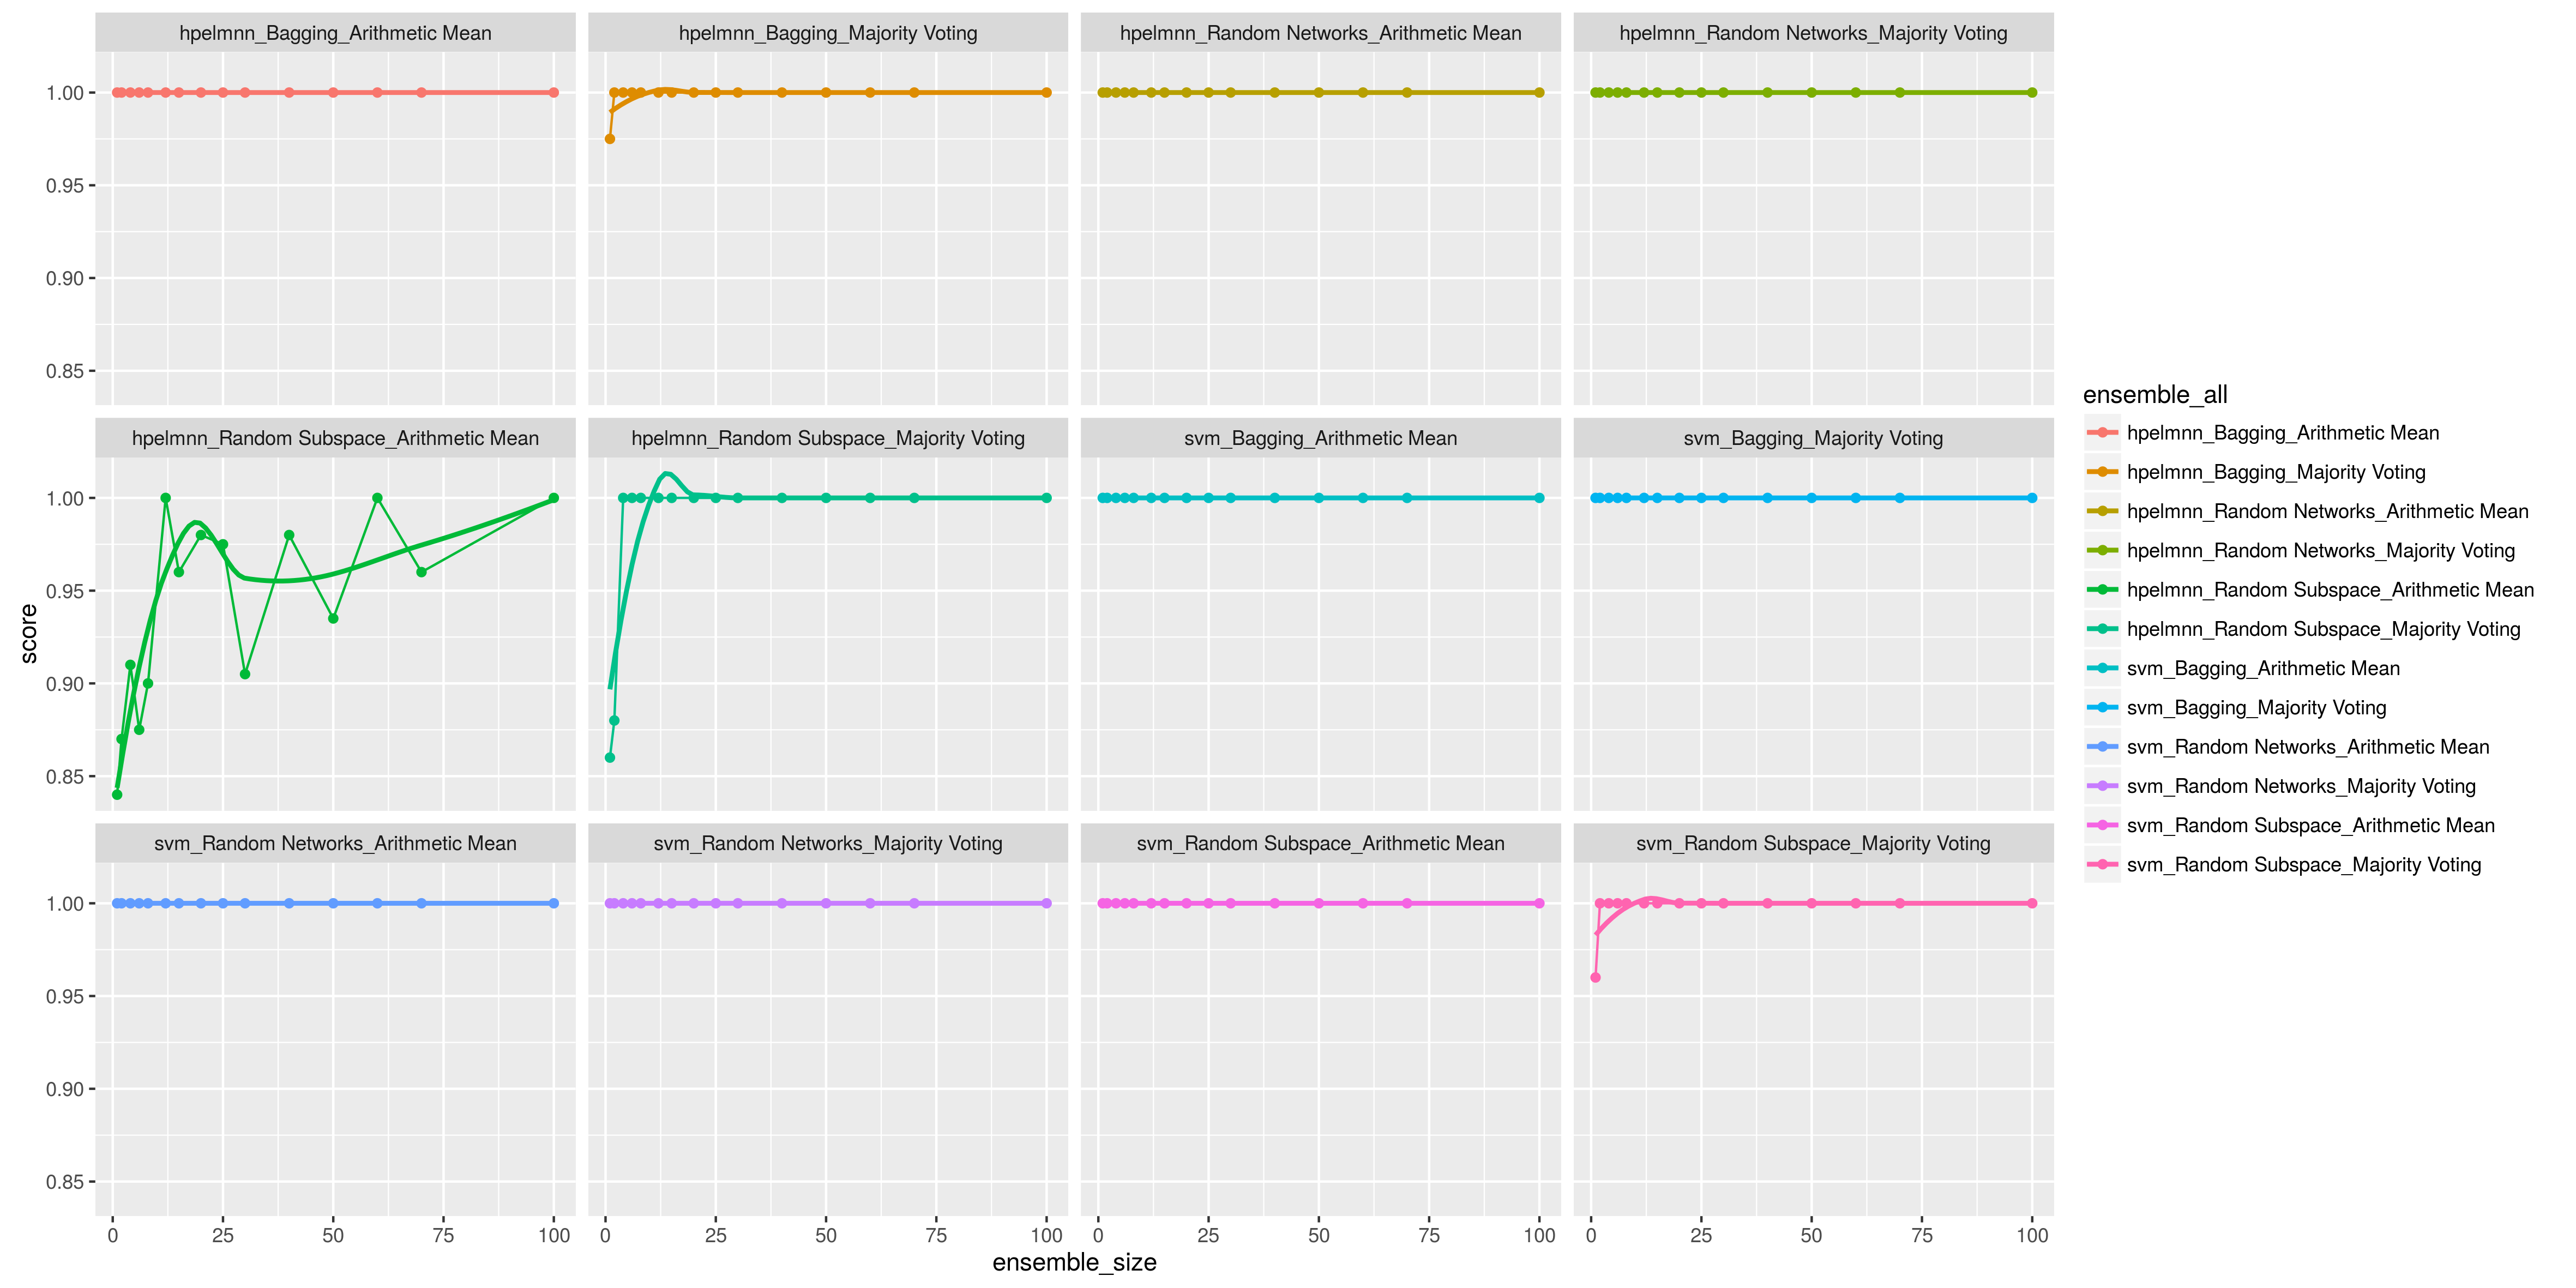 hpelmnn_Bagging_Arithmetic Mean
hpelmnn_Bagging_Majority Voting
hpelmnn_Random Networks_Arithmetic Mean
hpelmnn_Random Networks_Majority Voting
1.00
0.95
0.90
0.85
hpelmnn_Random Subspace_Arithmetic Mean
hpelmnn_Random Subspace_Majority Voting
svm_Bagging_Arithmetic Mean
svm_Bagging_Majority Voting
1.00
0.95
0.90
0.85
score
svm_Random Networks_Arithmetic Mean
svm_Random Networks_Majority Voting
svm_Random Subspace_Arithmetic Mean
svm_Random Subspace_Majority Voting
1.00
0.95
0.90
0.85
0 25 50 75 100
0 25 50 75 100
0 25 50 75 100
0 25 50 75 100
ensemble_size
ensemble_all
hpelmnn_Bagging_Arithmetic Mean
hpelmnn_Bagging_Majority Voting
hpelmnn_Random Networks_Arithmetic Mean
hpelmnn_Random Networks_Majority Voting
hpelmnn_Random Subspace_Arithmetic Mean
hpelmnn_Random Subspace_Majority Voting
svm_Bagging_Arithmetic Mean
svm_Bagging_Majority Voting
svm_Random Networks_Arithmetic Mean
svm_Random Networks_Majority Voting
svm_Random Subspace_Arithmetic Mean
svm_Random Subspace_Majority Voting